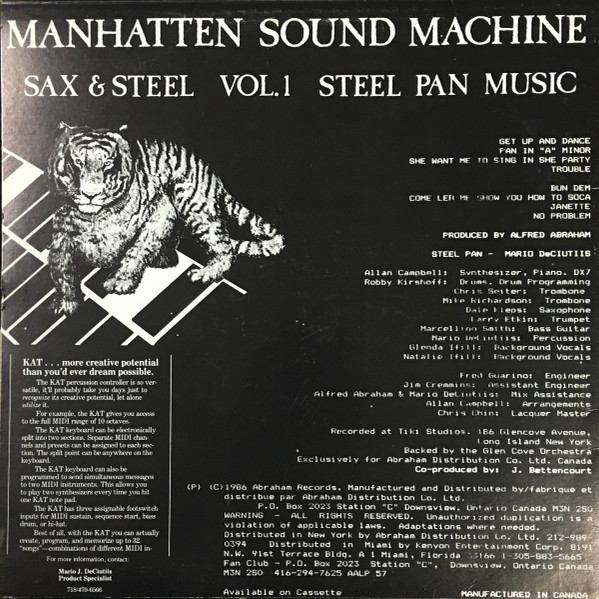 MANHATTEN SOUND MACHINE
SAX & STEEL VOL.1 STEEL PAN MUSIC
GET UP AND DANCE
PAN IN "A" MINOR
SHE WANT ME TO SING IN SHE PARTY
TROUBLE
BUN DEM
COME LEH ME SHOW YOU HOW TO SOCA
JANETTE
NO PROBLEM
PRODUCED BY ALFRED ABRAHAM
STEEL PAN - MARIO DeCIUTIIS
Allan Campbell: Synthesizer, Piano. DX7
Robby Kirshoff: Drums, Drum Programming
Chris Seiter: Trombone
Mike Richardson: Trombone
Dale Kleps: Saxophone
Larry Etkin: Trumpet
Marcellino Smith: Bass Guitar
Mario DeCiutiis: Percussion
Glenda Ifill: Background Vocals
Natalie Ifill: Background Vocals
Fred Guarino: Engineer
Jim Cremmins: Assistant Engineer
Alfred Abraham & Mario DeCiutiis: Mix Assistance
Allan Campbell: Arrangements
Chris Chin: Lacquer Master
Recorded at Tiki Studios. 186 Glencove Avenue,
Long Island New York
Backed by the Glen Cove Orchestra
Exclusively for Abraham Distribution Co. Ltd. Canada
Co-produced by: J. Bettencourt
KAT . . . more creative potential
than you'd ever dream possible.
The KAT percussion controller is so ver-
satile, it'll probably take you days just to
recognize its creative potential, let alone
utilize it.
For example, the KAT gives you access
to the full MIDI range of 10 octaves.
The KAT keyboard can be electronically
split into two sections. Separate MIDI chan-
nels and presets can be assigned to each sec-
tion. The split point can be anywhere on the
keyboard.
The KAT keyboard can also be
programmed to send simultaneous messages
to two MIDI instruments. This allows you
to play two synthesizers every time you hit
one KAT note pad.
The KAT has three assignable footswitch
inputs for MIDI sustain, sequence start, bass
drum, or hi-hat.
Best of all, with the KAT you can actually
create, program, and memorize up to 32
"songs"—combinations of different MIDI in-
For more information, contact:
Mario J. DeCiutiis
Product Specialist
718/479-6566
(P) (C)1986 Abraham Records. Manufactured and Distributed by/fabrique et
distribue par Abraham Distribution Co. Ltd.
P.O. Box 2023 Station "C" Downsview, Ontario Canada M3N 2S0
WARNING - ALL RIGHTS RESERVED. Unauthorized duplication is a
violation of applicable laws. Adaptations where needed.
Distributed in New York by Abraham Distribution Co. Ltd. 212-989-
0394 Distributed in Miami by Kenyon Entertainment Corp. 8191
N.W. 91st Terrace Bldg. A 1 Miami, Florida 33166 1-305-883-5665
Fan Club - P.O. Box 2023 Station "C", Downsview, Ontario Canada
M3N 2S0 416-294-7625 AALP 57
Available on Cassette
MANUFACTURED IN CANADA